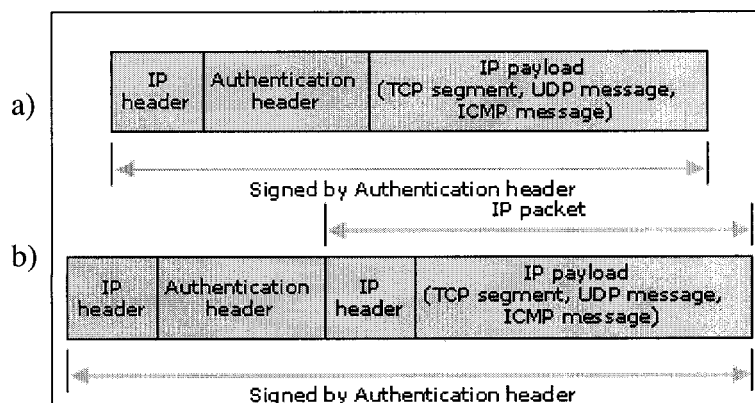 a)
IP header
Authentication header
IP payload
(TCP segment, UDP message,
ICMP message)
Signed by Authentication header
IP packet
b)
IP header
Authentication header
IP header
IP payload
(TCP segment, UDP message,
ICMP message)
Signed by Authentication header